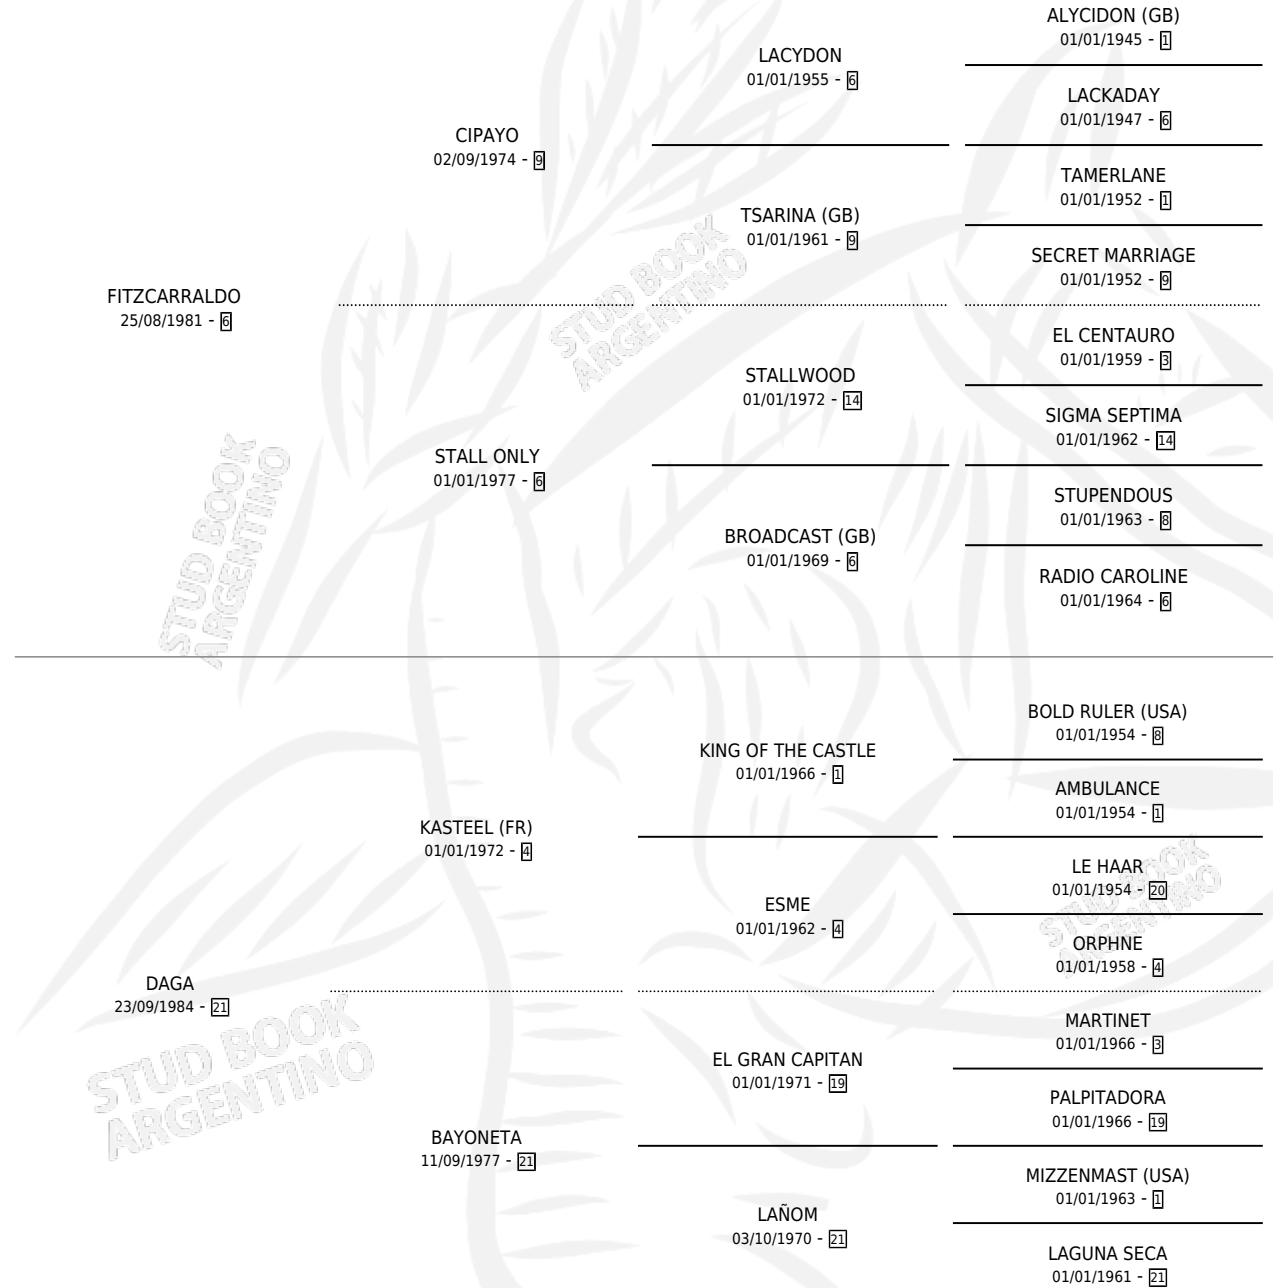 ALYCIDON (GB)
01/01/1945 - 1
LACYDON
01/01/1955 - 6
LACKADAY
01/01/1947 - 6
CIPAYO
02/09/1974 - 9
TAMERLANE
01/01/1952 - 1
TSARINA (GB)
01/01/1961 - 9
SECRET MARRIAGE
01/01/1952 - 9
FITZCARRALDO
25/08/1981 - 6
EL CENTAURO
01/01/1959 - 3
STALLWOOD
01/01/1972 - 14
SIGMA SEPTIMA
01/01/1962 - 14
STALL ONLY
01/01/1977 - 6
STUPENDOUS
01/01/1963 - 8
BROADCAST (GB)
01/01/1969 - 6
RADIO CAROLINE
01/01/1964 - 6
BOLD RULER (USA)
01/01/1954 - 8
KING OF THE CASTLE
01/01/1966 - 1
AMBULANCE
01/01/1954 - 1
KASTEEL (FR)
01/01/1972 - 4
LE HAAR
01/01/1954 - 20
ESME
01/01/1962 - 4
ORPHNE
01/01/1958 - 4
DAGA
23/09/1984 - 21
MARTINET
01/01/1966 - 3
EL GRAN CAPITAN
01/01/1971 - 19
PALPITADORA
01/01/1966 - 19
BAYONETA
11/09/1977 - 21
MIZZENMAST (USA)
01/01/1963 - 1
LAÑOM
03/10/1970 - 21
LAGUNA SECA
01/01/1961 - 21
STUD BOOK
ARGENTINO
STUD BOOK
ARGENTINO
STUD BOOK
ARGENTINO
STUD BOOK
ARGENTINO